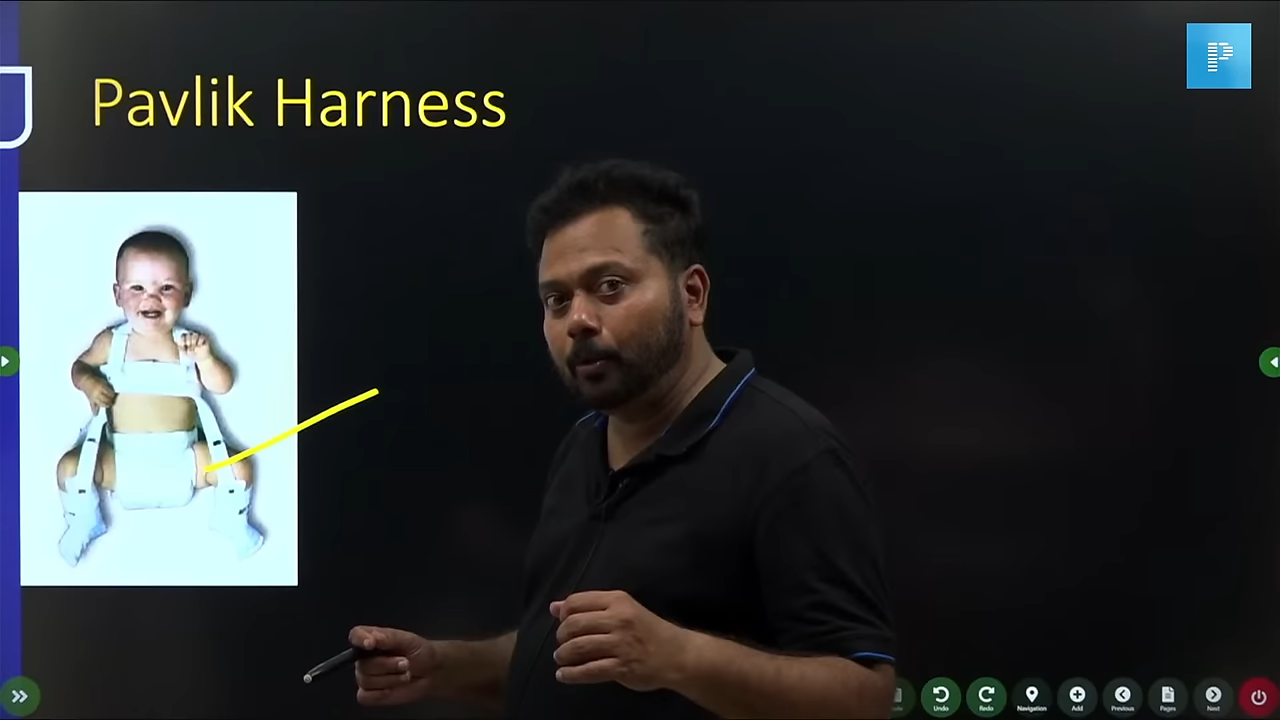 Pavlik Harness
P
Undo
Redo
Navigation
Add
Previous
Pages
Next